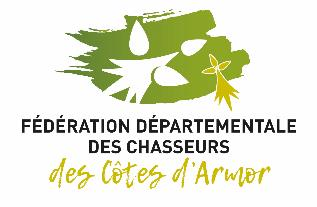 FÉDÉRATION DÉPARTEMENTALE
DES CHASSEURS
des Côtes d'Armor